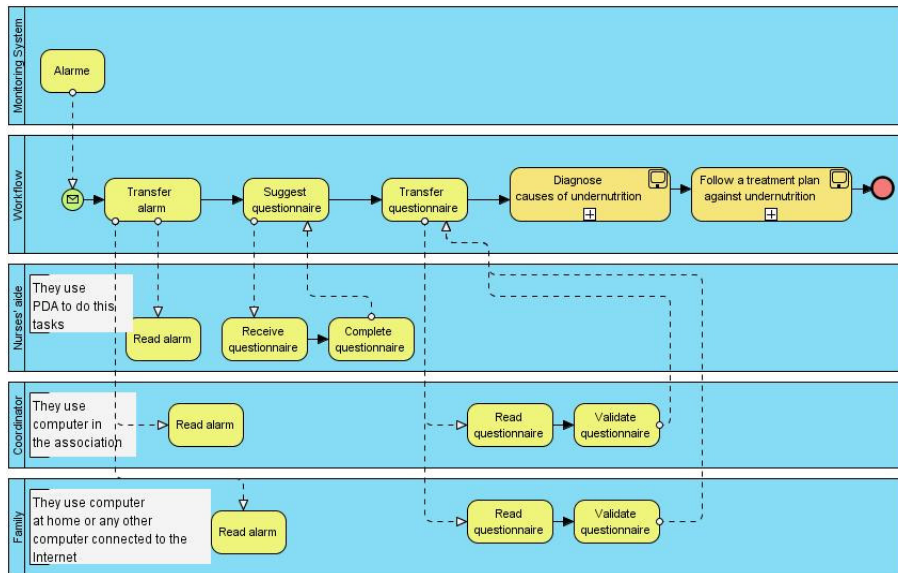 Monitoring System
Alarme
Workflow
Transfer
alarm
Suggest
questionnaire
Transfer
questionnaire
Diagnose
causes of undernutrition
Follow a treatment plan
against undernutrition
Nurses' aide
They use
PDA to do this
tasks
Read alarm
Receive
questionnaire
Complete
questionnaire
Coordinator
They use
computer in
the association
Read alarm
Read
questionnaire
Validate
questionnaire
Family
They use computer
at home or any other
computer connected to the
Internet
Read alarm
Read
questionnaire
Validate
questionnaire